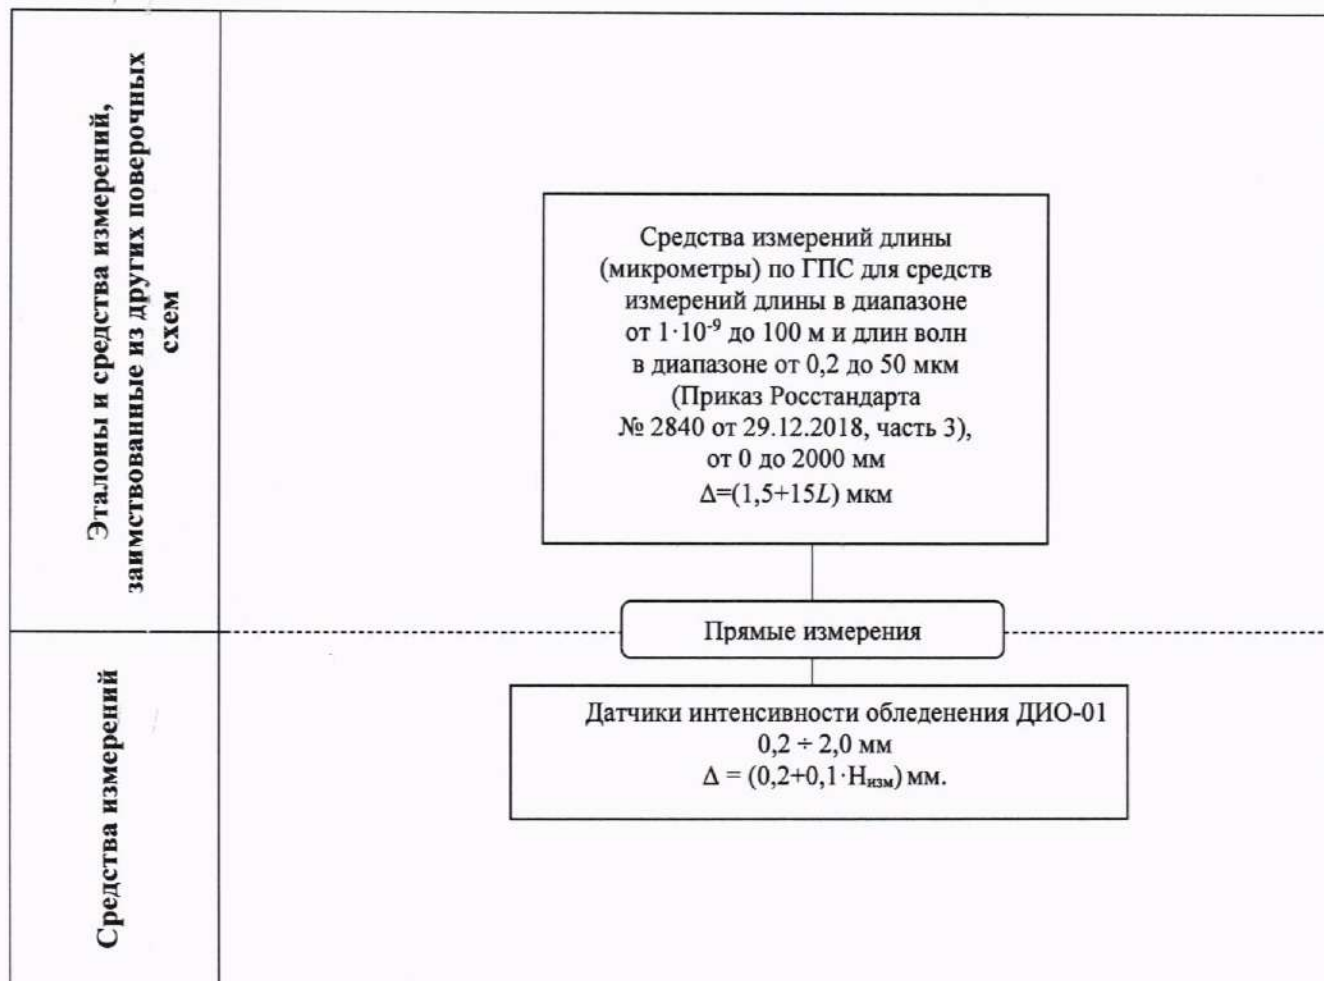 Эталоны и средства измерений,
заимствованные из других поверочных
схем
Средства измерений длины
(микрометры) по ГПС для средств
измерений длины в диапазоне
от 1·10⁻⁹ до 100 м и длин волн
в диапазоне от 0,2 до 50 мкм
(Приказ Росстандарта
№ 2840 от 29.12.2018, часть 3),
от 0 до 2000 мм
Δ=(1,5+15L) мкм
Прямые измерения
Средства измерений
Датчики интенсивности обледенения ДИО-01
0,2 ÷ 2,0 мм
Δ = (0,2+0,1·Низм) мм.